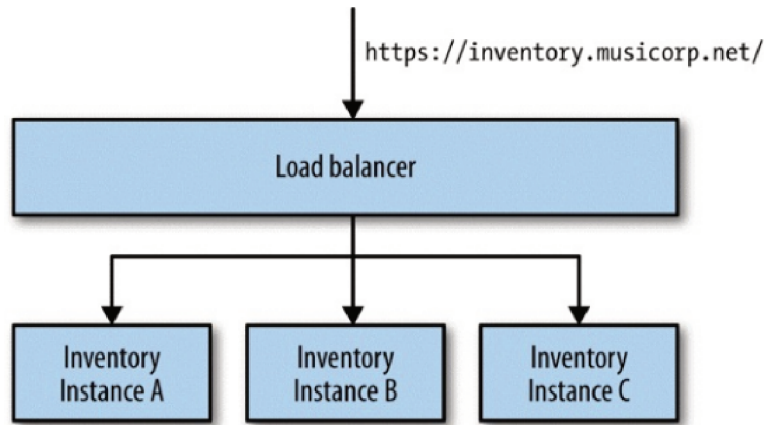 https://inventory.musicorp.net/
Load balancer
Inventory
Instance A
Inventory
Instance B
Inventory
Instance C